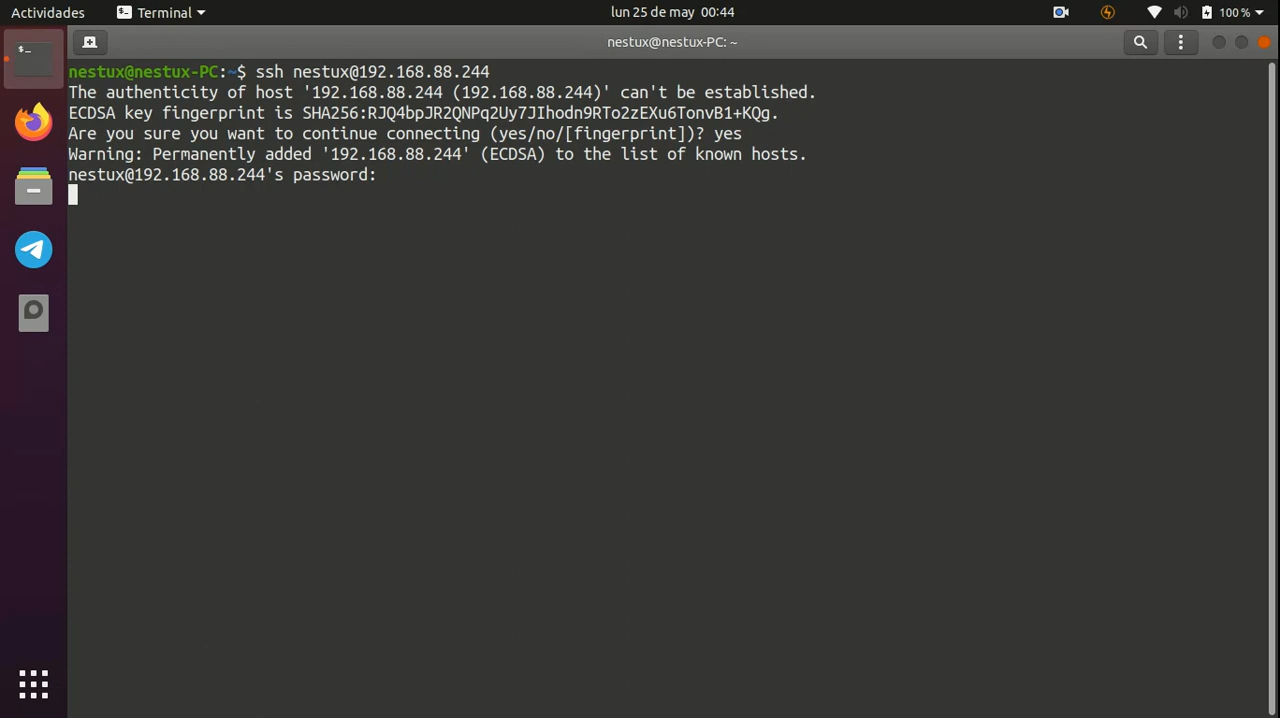 Actividades
Terminal
lun 25 de may 00:44
100 %
nestux@nestux-PC: ~
nestux@nestux-PC:~$ ssh nestux@192.168.88.244
The authenticity of host '192.168.88.244 (192.168.88.244)' can't be established.
ECDSA key fingerprint is SHA256:RJQ4bpJR2QNPq2Uy7JIhodn9RTo2zEXu6TonvB1+KQg.
Are you sure you want to continue connecting (yes/no/[fingerprint])? yes
Warning: Permanently added '192.168.88.244' (ECDSA) to the list of known hosts.
nestux@192.168.88.244's password: